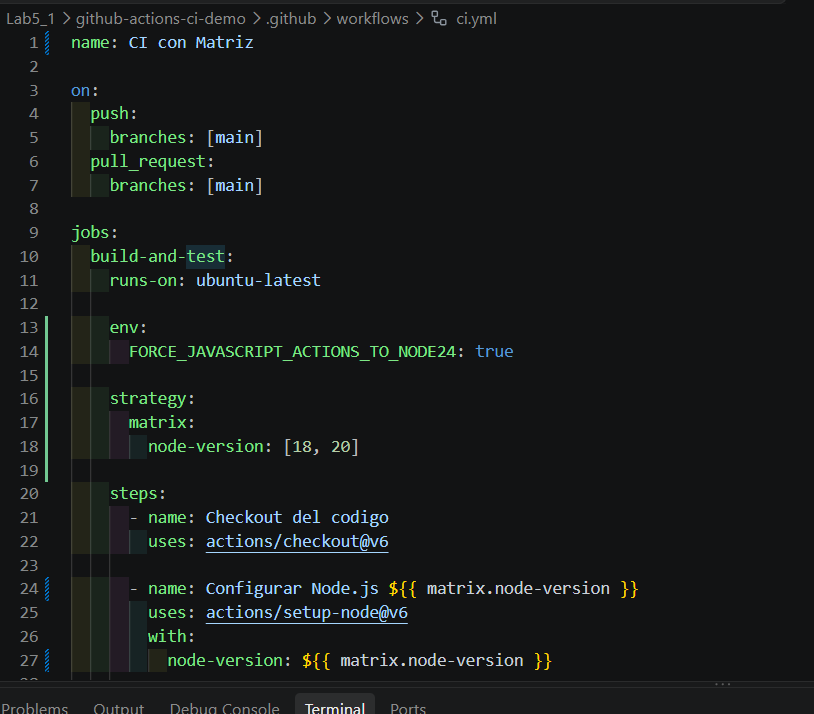 Lab5_1 > github-actions-ci-demo > .github > workflows > ci.yml
1 name: CI con Matriz
2
3 on:
4   push:
5     branches: [main]
6   pull_request:
7     branches: [main]
8
9 jobs:
10   build-and-test:
11     runs-on: ubuntu-latest
12
13     env:
14       FORCE_JAVASCRIPT_ACTIONS_TO_NODE24: true
15
16     strategy:
17       matrix:
18         node-version: [18, 20]
19
20     steps:
21       - name: Checkout del codigo
22         uses: actions/checkout@v6
23
24       - name: Configurar Node.js ${{ matrix.node-version }}
25         uses: actions/setup-node@v6
26         with:
27           node-version: ${{ matrix.node-version }}
Problems Output Debug Console Terminal Ports